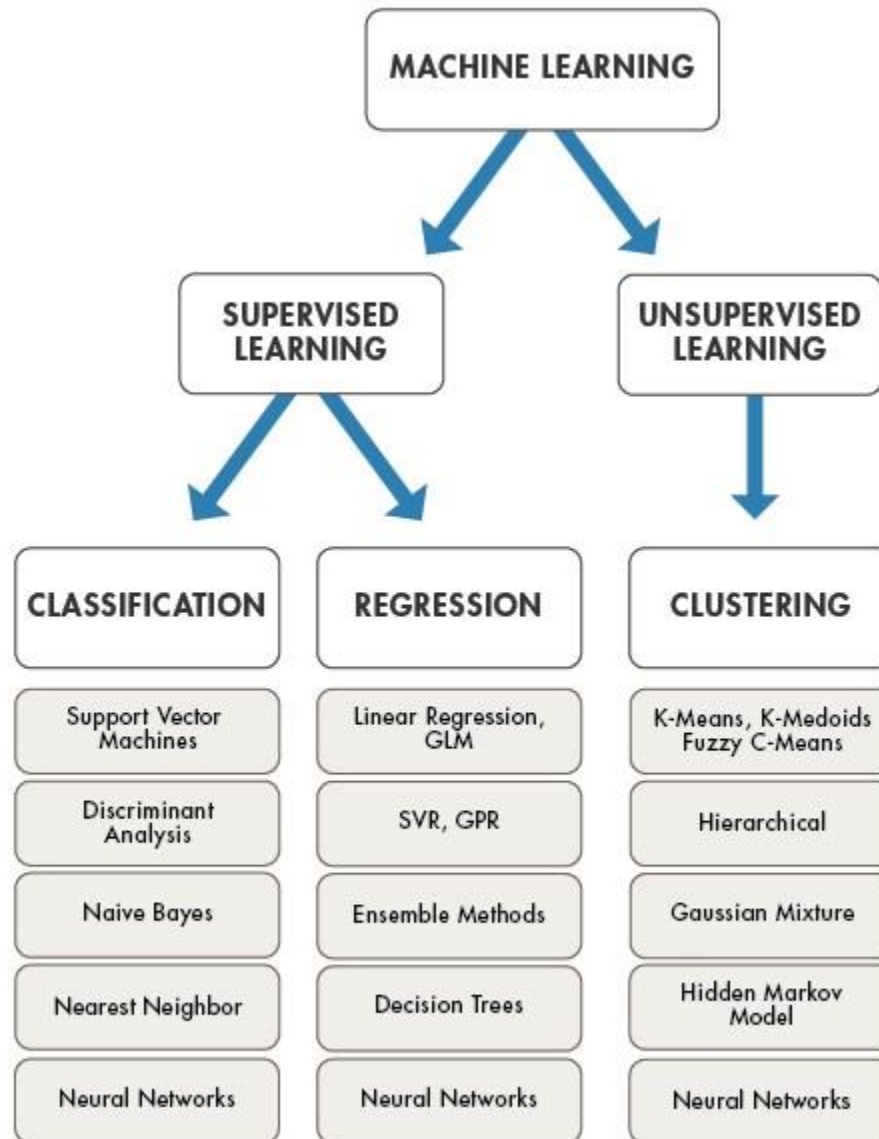 MACHINE LEARNING
SUPERVISED
LEARNING
UNSUPERVISED
LEARNING
CLASSIFICATION
Support Vector
Machines
Discriminant
Analysis
Naive Bayes
Nearest Neighbor
Neural Networks
REGRESSION
Linear Regression,
GLM
SVR, GPR
Ensemble Methods
Decision Trees
Neural Networks
CLUSTERING
K-Means, K-Medoids
Fuzzy C-Means
Hierarchical
Gaussian Mixture
Hidden Markov
Model
Neural Networks